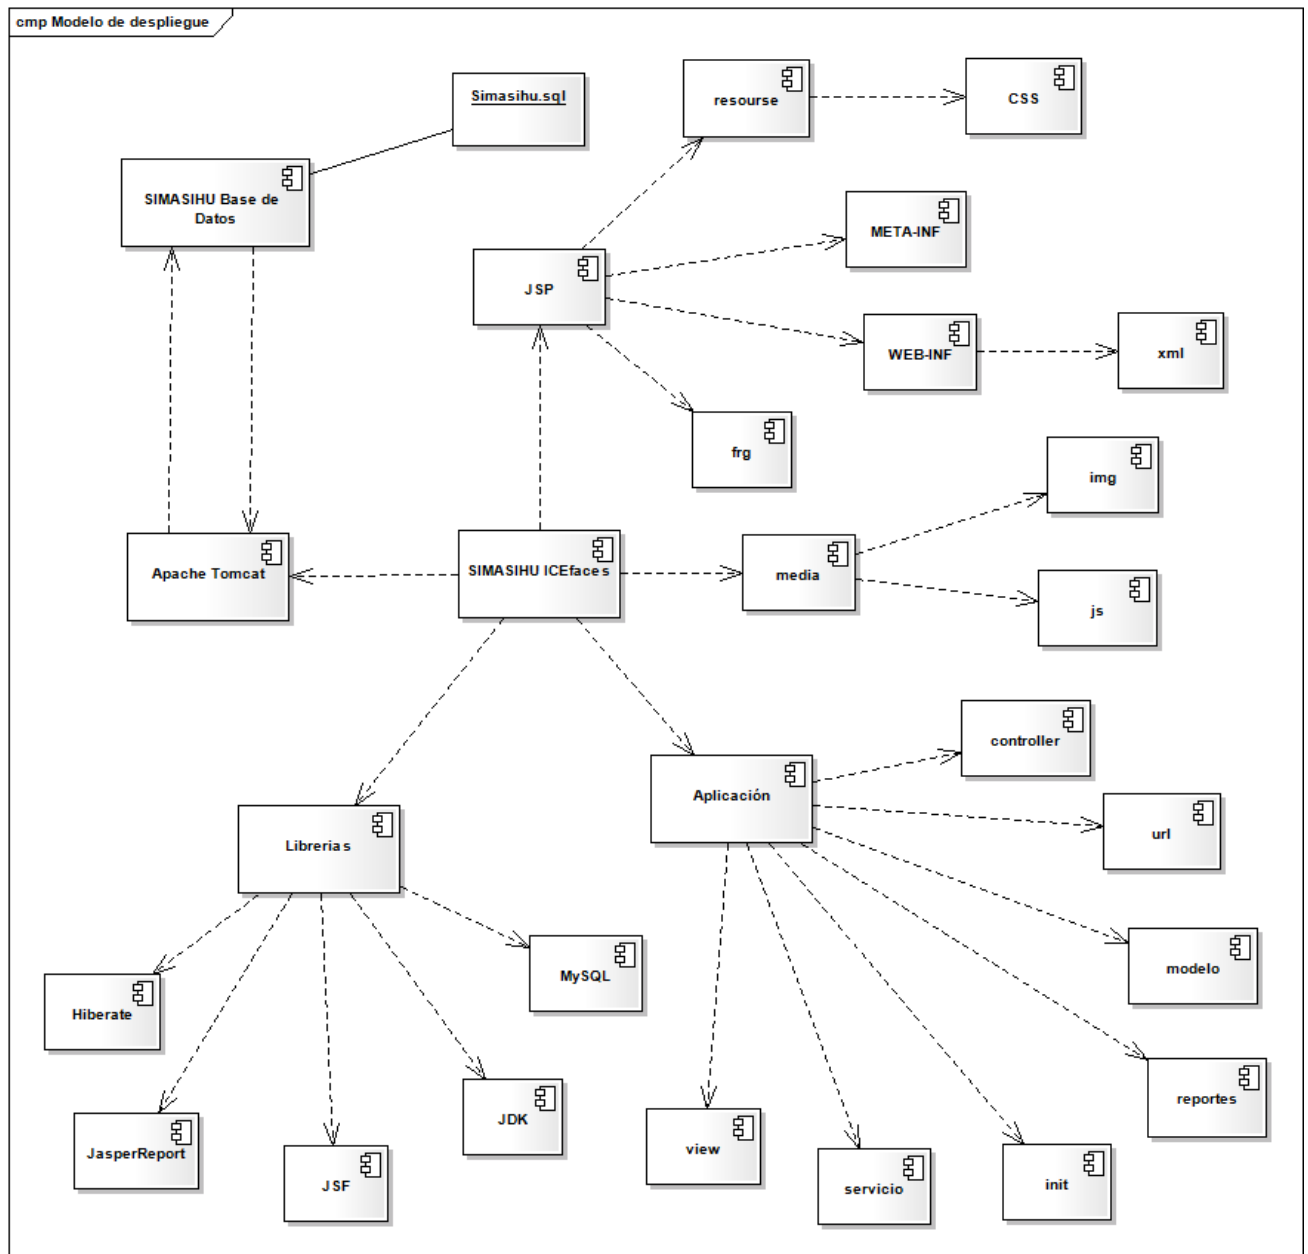 cmp Modelo de despliegue
Simasihu.sql
resourse
CSS
SIMASIHU Base de
Datos
META-INF
JSP
WEB-INF
xml
frg
img
Apache Tomcat
SIMASIHU ICEfaces
media
js
controller
Aplicación
url
Librerias
modelo
MySQL
Hiberate
reportes
JDK
view
JasperReport
JSF
servicio
init